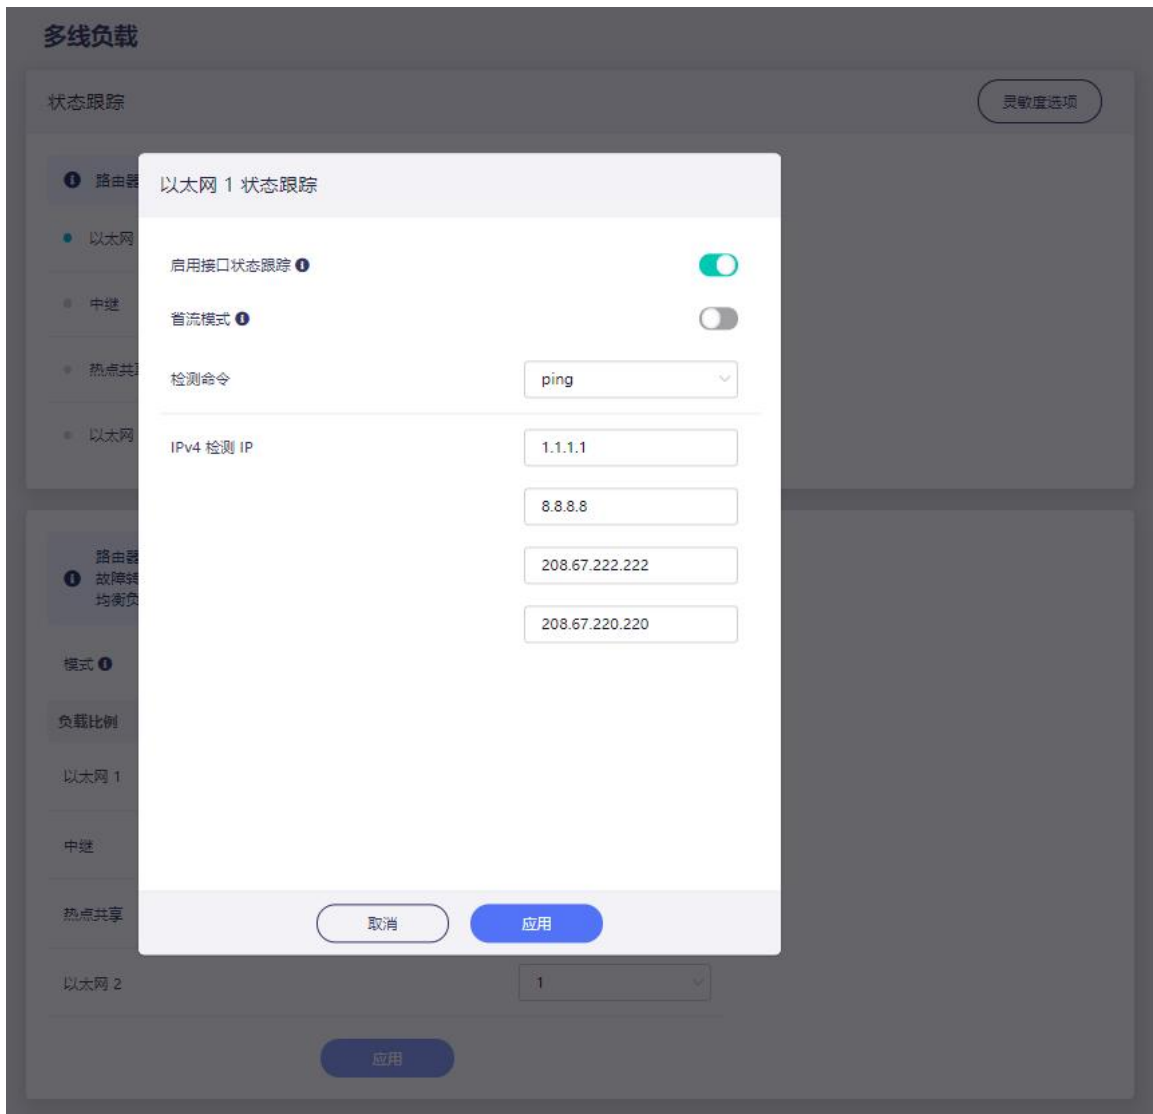 多线负载
状态跟踪
灵敏度选项
路由器
以太网
中继
热点共享
以太网
以太网 1 状态跟踪
启用接口状态跟踪
省流模式
检测命令
ping
IPv4 检测 IP
1.1.1.1
8.8.8.8
208.67.222.222
208.67.220.220
取消
应用
路由器
故障转
均衡负
模式
负载比例
以太网 1
中继
热点共享
以太网 2
1
应用